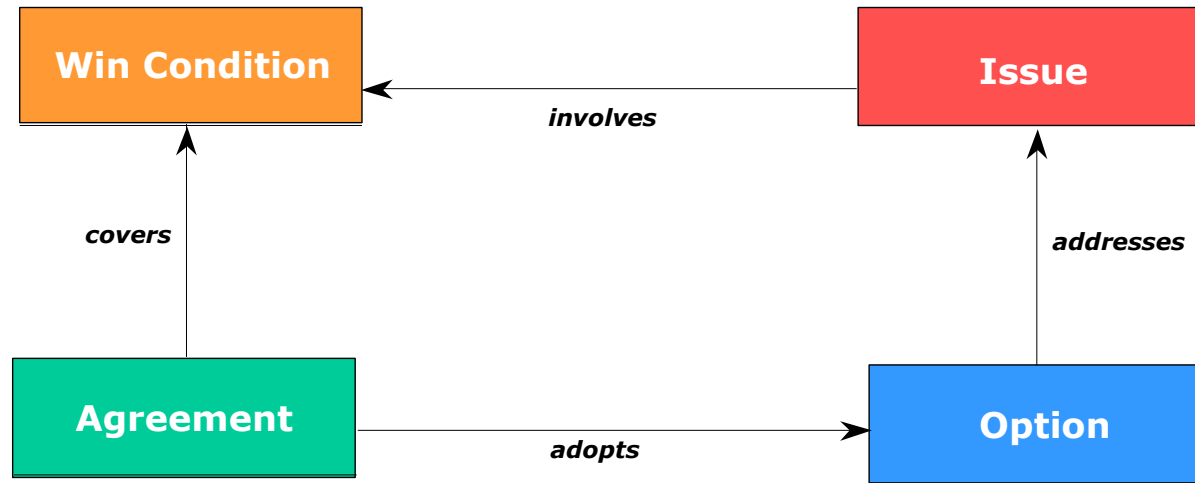 Win Condition
Issue
involves
covers
addresses
Agreement
Option
adopts